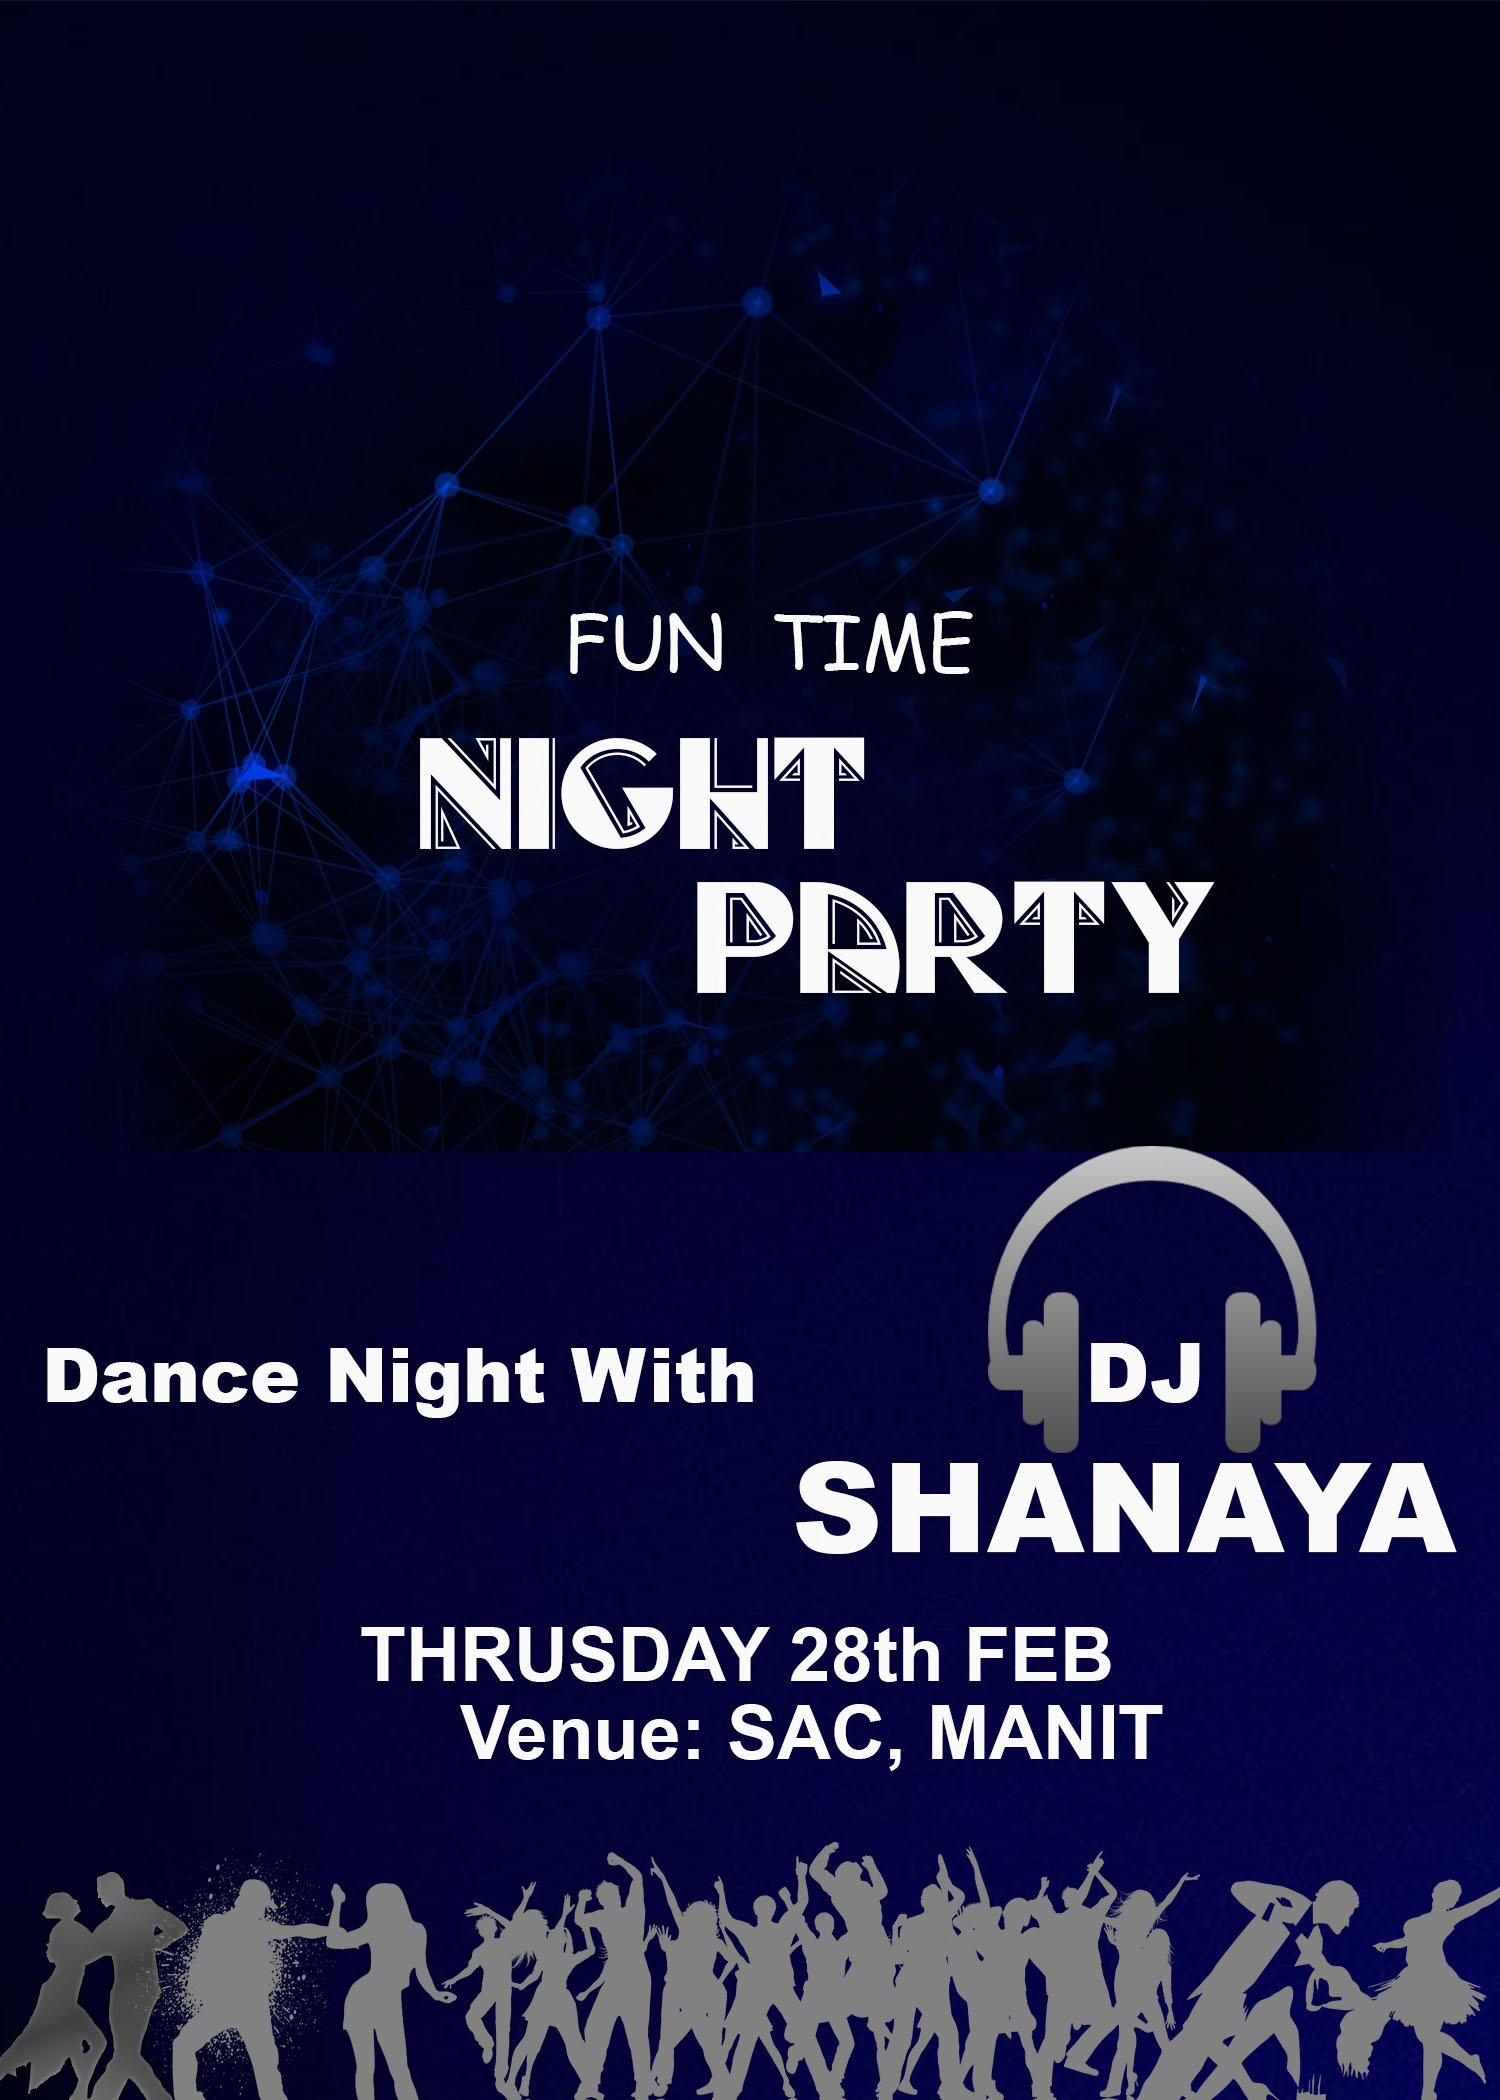 FUN TIME
NIGHT
PARTY
Dance Night With
DJ
SHANAYA
THRUSDAY 28th FEB
Venue: SAC, MANIT